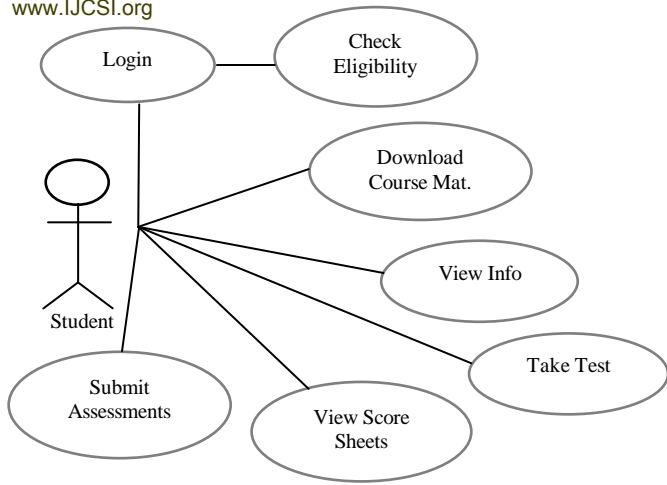 www.IJCSI.org
Login
Check
Eligibility
Download
Course Mat.
View Info
Student
Take Test
Submit
Assessments
View Score
Sheets